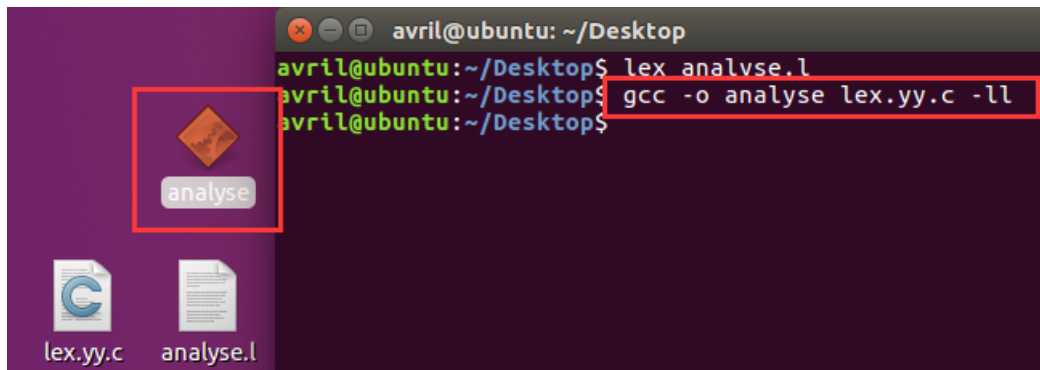 avril@ubuntu: ~/Desktop
avril@ubuntu:~/Desktop$ lex analyse.l
avril@ubuntu:~/Desktop$ gcc -o analyse lex.yy.c -ll
avril@ubuntu:~/Desktop$
analyse
lex.yy.c
analyse.l